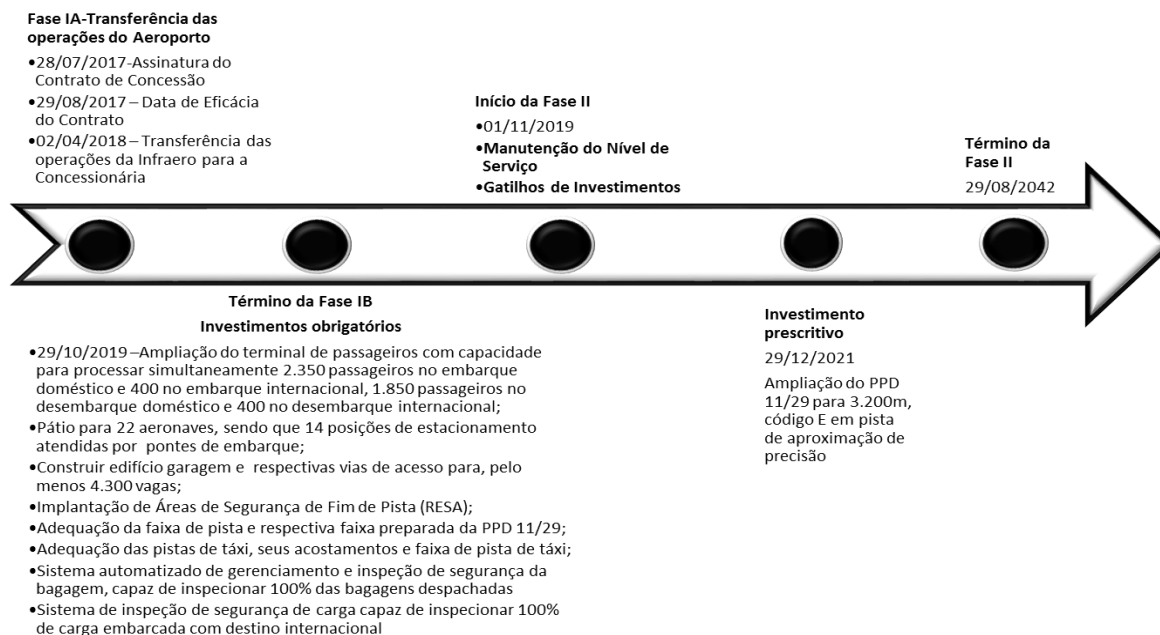 Fase IA-Transferência das
operações do Aeroporto
•28/07/2017-Assinatura do
Contrato de Concessão
•29/08/2017 – Data de Eficácia
do Contrato
•02/04/2018 – Transferência das
operações da Infraero para a
Concessionária
Início da Fase II
•01/11/2019
•Manutenção do Nível de
Serviço
•Gatilhos de Investimentos
Término da
Fase II
29/08/2042
Término da Fase IB
Investimentos obrigatórios
•29/10/2019 –Ampliação do terminal de passageiros com capacidade
para processar simultaneamente 2.350 passageiros no embarque
doméstico e 400 no embarque internacional, 1.850 passageiros no
desembarque doméstico e 400 no desembarque internacional;
•Pátio para 22 aeronaves, sendo que 14 posições de estacionamento
atendidas por pontes de embarque;
•Construir edifício garagem e respectivas vias de acesso para, pelo
menos 4.300 vagas;
•Implantação de Áreas de Segurança de Fim de Pista (RESA);
•Adequação da faixa de pista e respectiva faixa preparada da PPD 11/29;
•Adequação das pistas de táxi, seus acostamentos e faixa de pista de táxi;
•Sistema automatizado de gerenciamento e inspeção de segurança da
bagagem, capaz de inspecionar 100% das bagagens despachadas
•Sistema de inspeção de segurança de carga capaz de inspecionar 100%
de carga embarcada com destino internacional
Investimento
prescritivo
29/12/2021
Ampliação do PPD
11/29 para 3.200m,
código E em pista
de aproximação de
precisão